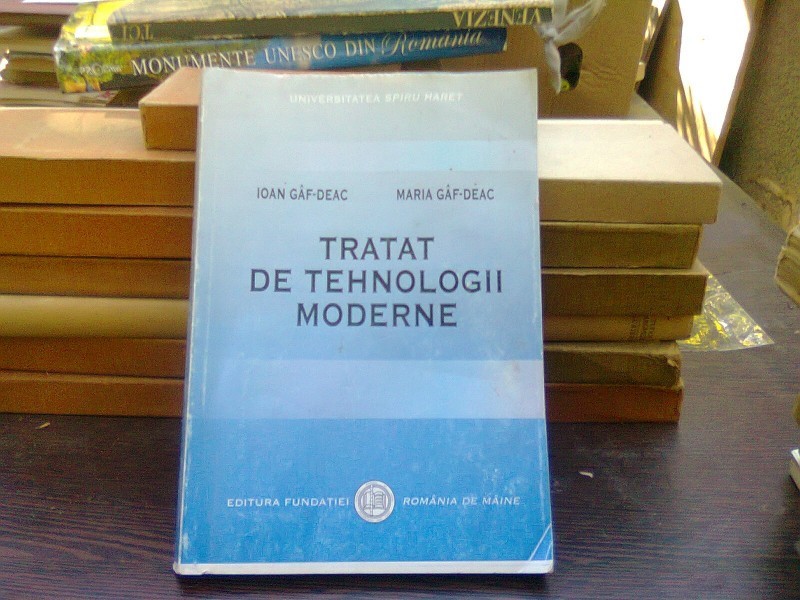 VENEZIA
TCI
MONUMENTE UNESCO DIN România
UNIVERSITATEA SPIRU HARET
IOAN GÂF-DEAC MARIA GÂF-DEAC
TRATAT
DE TEHNOLOGII
MODERNE
EDITURA FUNDAȚIEI ROMÂNIA DE MÂINE